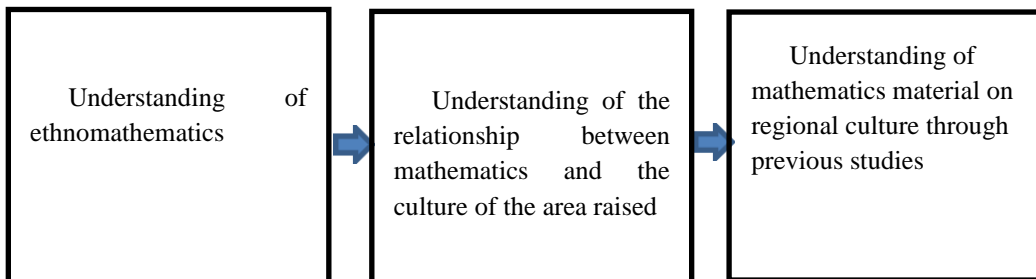 Understanding of
ethnomathematics
Understanding of the
relationship between
mathematics and the
culture of the area raised
Understanding of
mathematics material on
regional culture through
previous studies